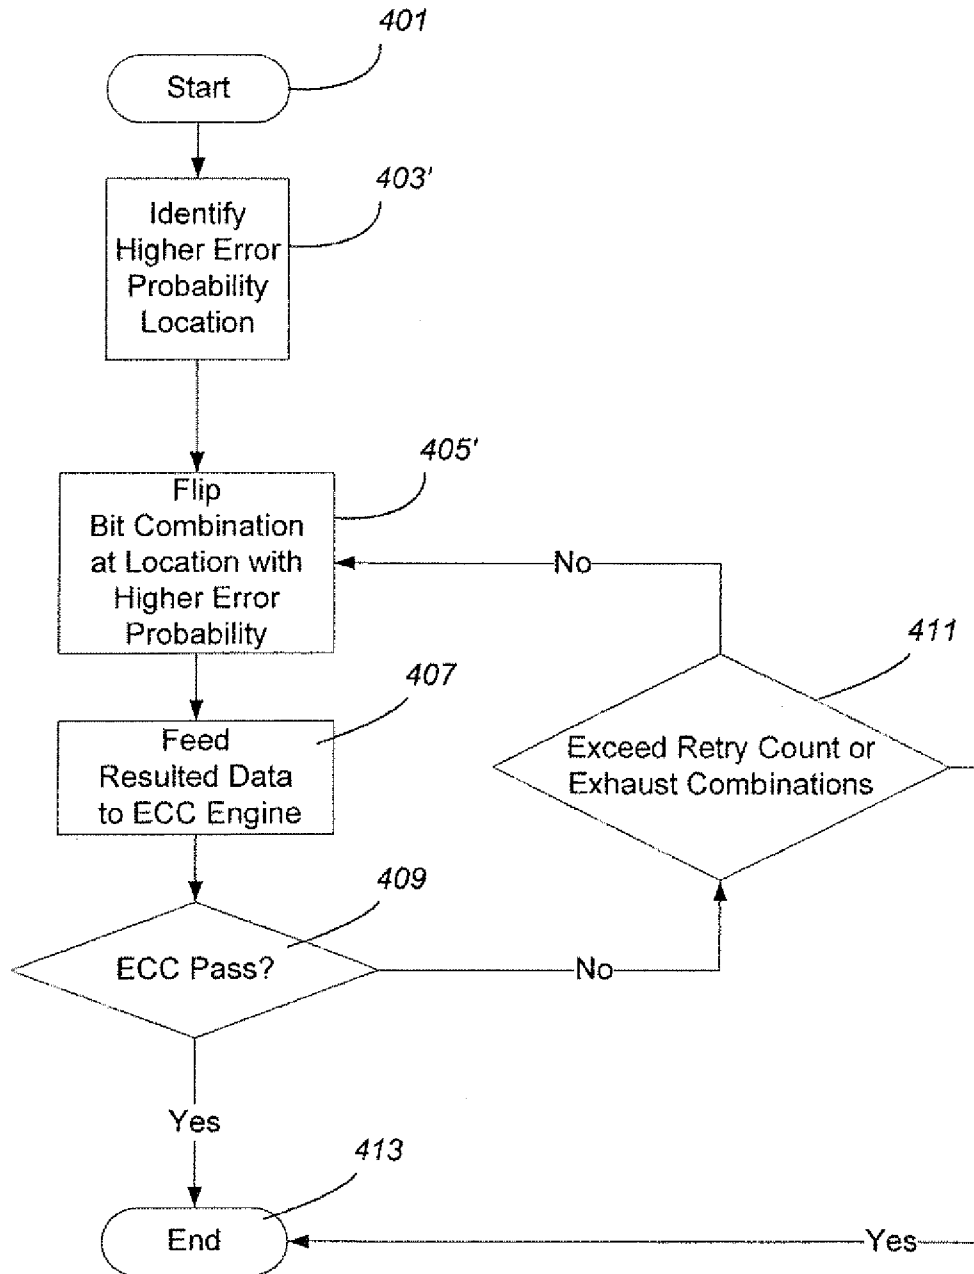 401
Start
403'
Identify
Higher Error
Probability
Location
405'
Flip
Bit Combination
at Location with
Higher Error
Probability
No
411
407
Feed
Resulted Data
to ECC Engine
Exceed Retry Count or
Exhaust Combinations
409
ECC Pass?
No
Yes
413
End
Yes